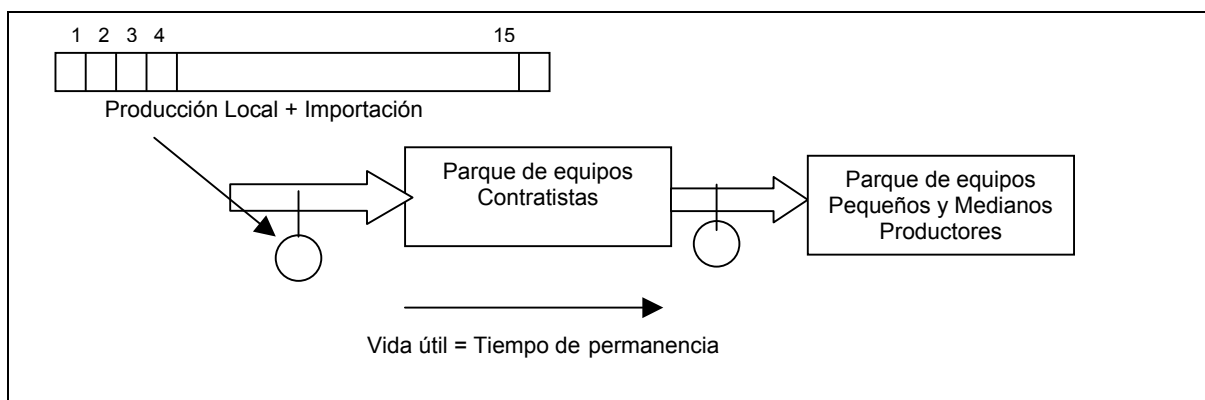 1 2 3 4 15
Producción Local + Importación
Parque de equipos
Contratistas
Parque de equipos
Pequeños y Medianos
Productores
Vida útil = Tiempo de permanencia